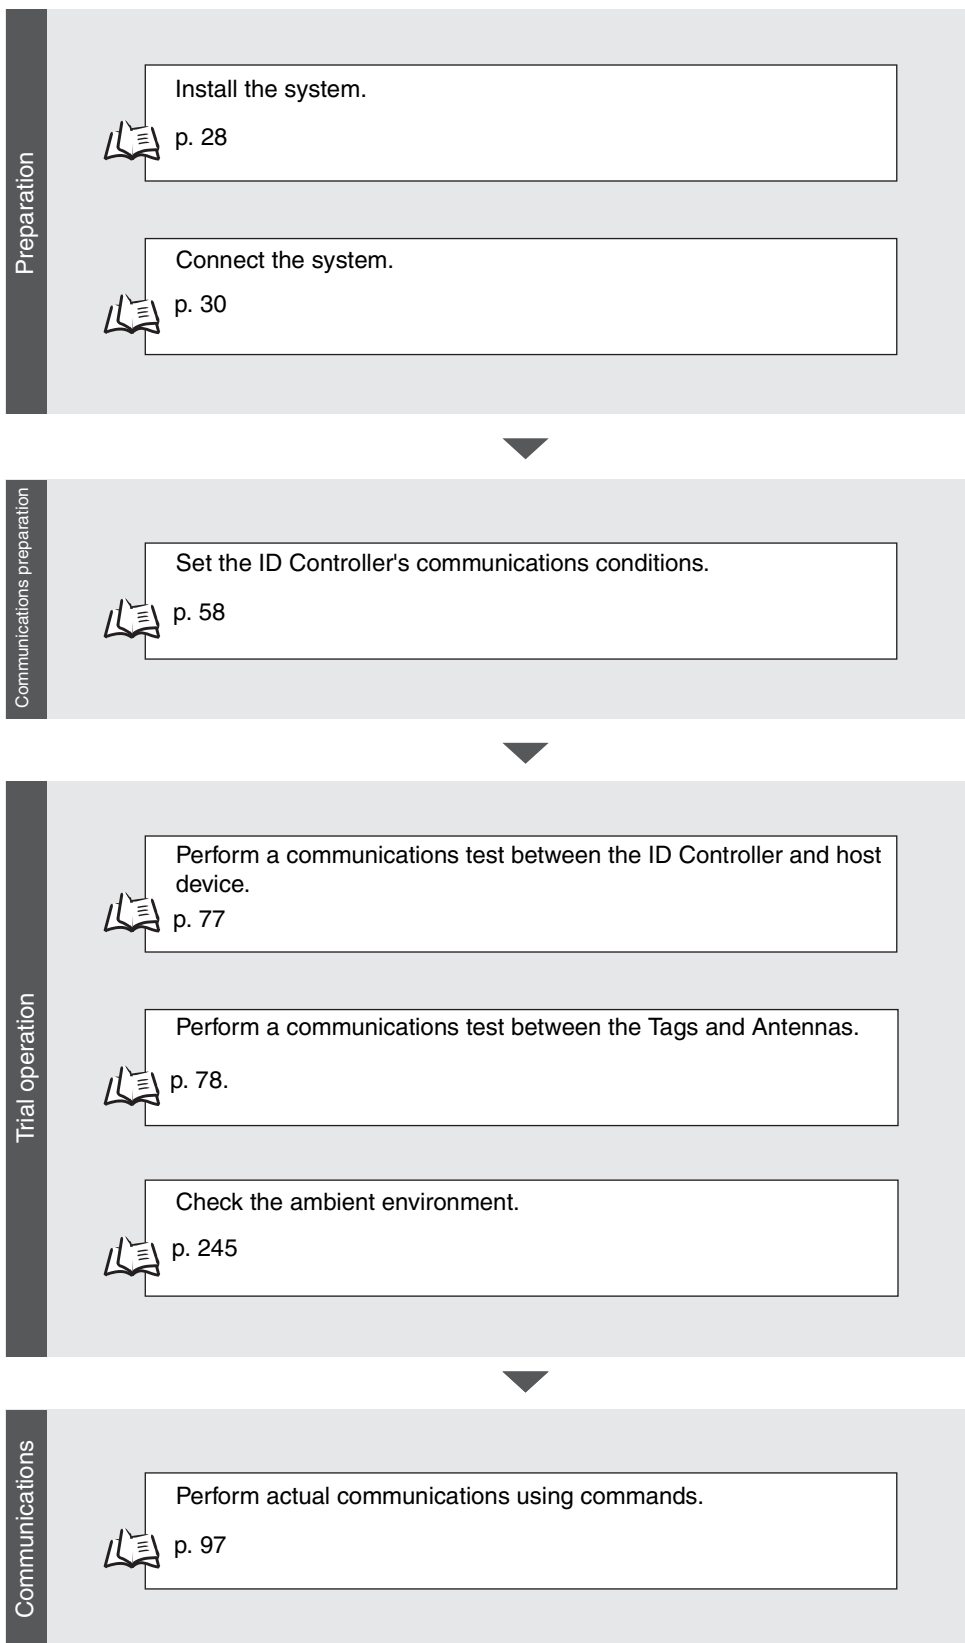 Preparation
Install the system.
p. 28
Connect the system.
p. 30
Communications preparation
Set the ID Controller's communications conditions.
p. 58
Trial operation
Perform a communications test between the ID Controller and host
device.
p. 77
Perform a communications test between the Tags and Antennas.
p. 78.
Check the ambient environment.
p. 245
Communications
Perform actual communications using commands.
p. 97